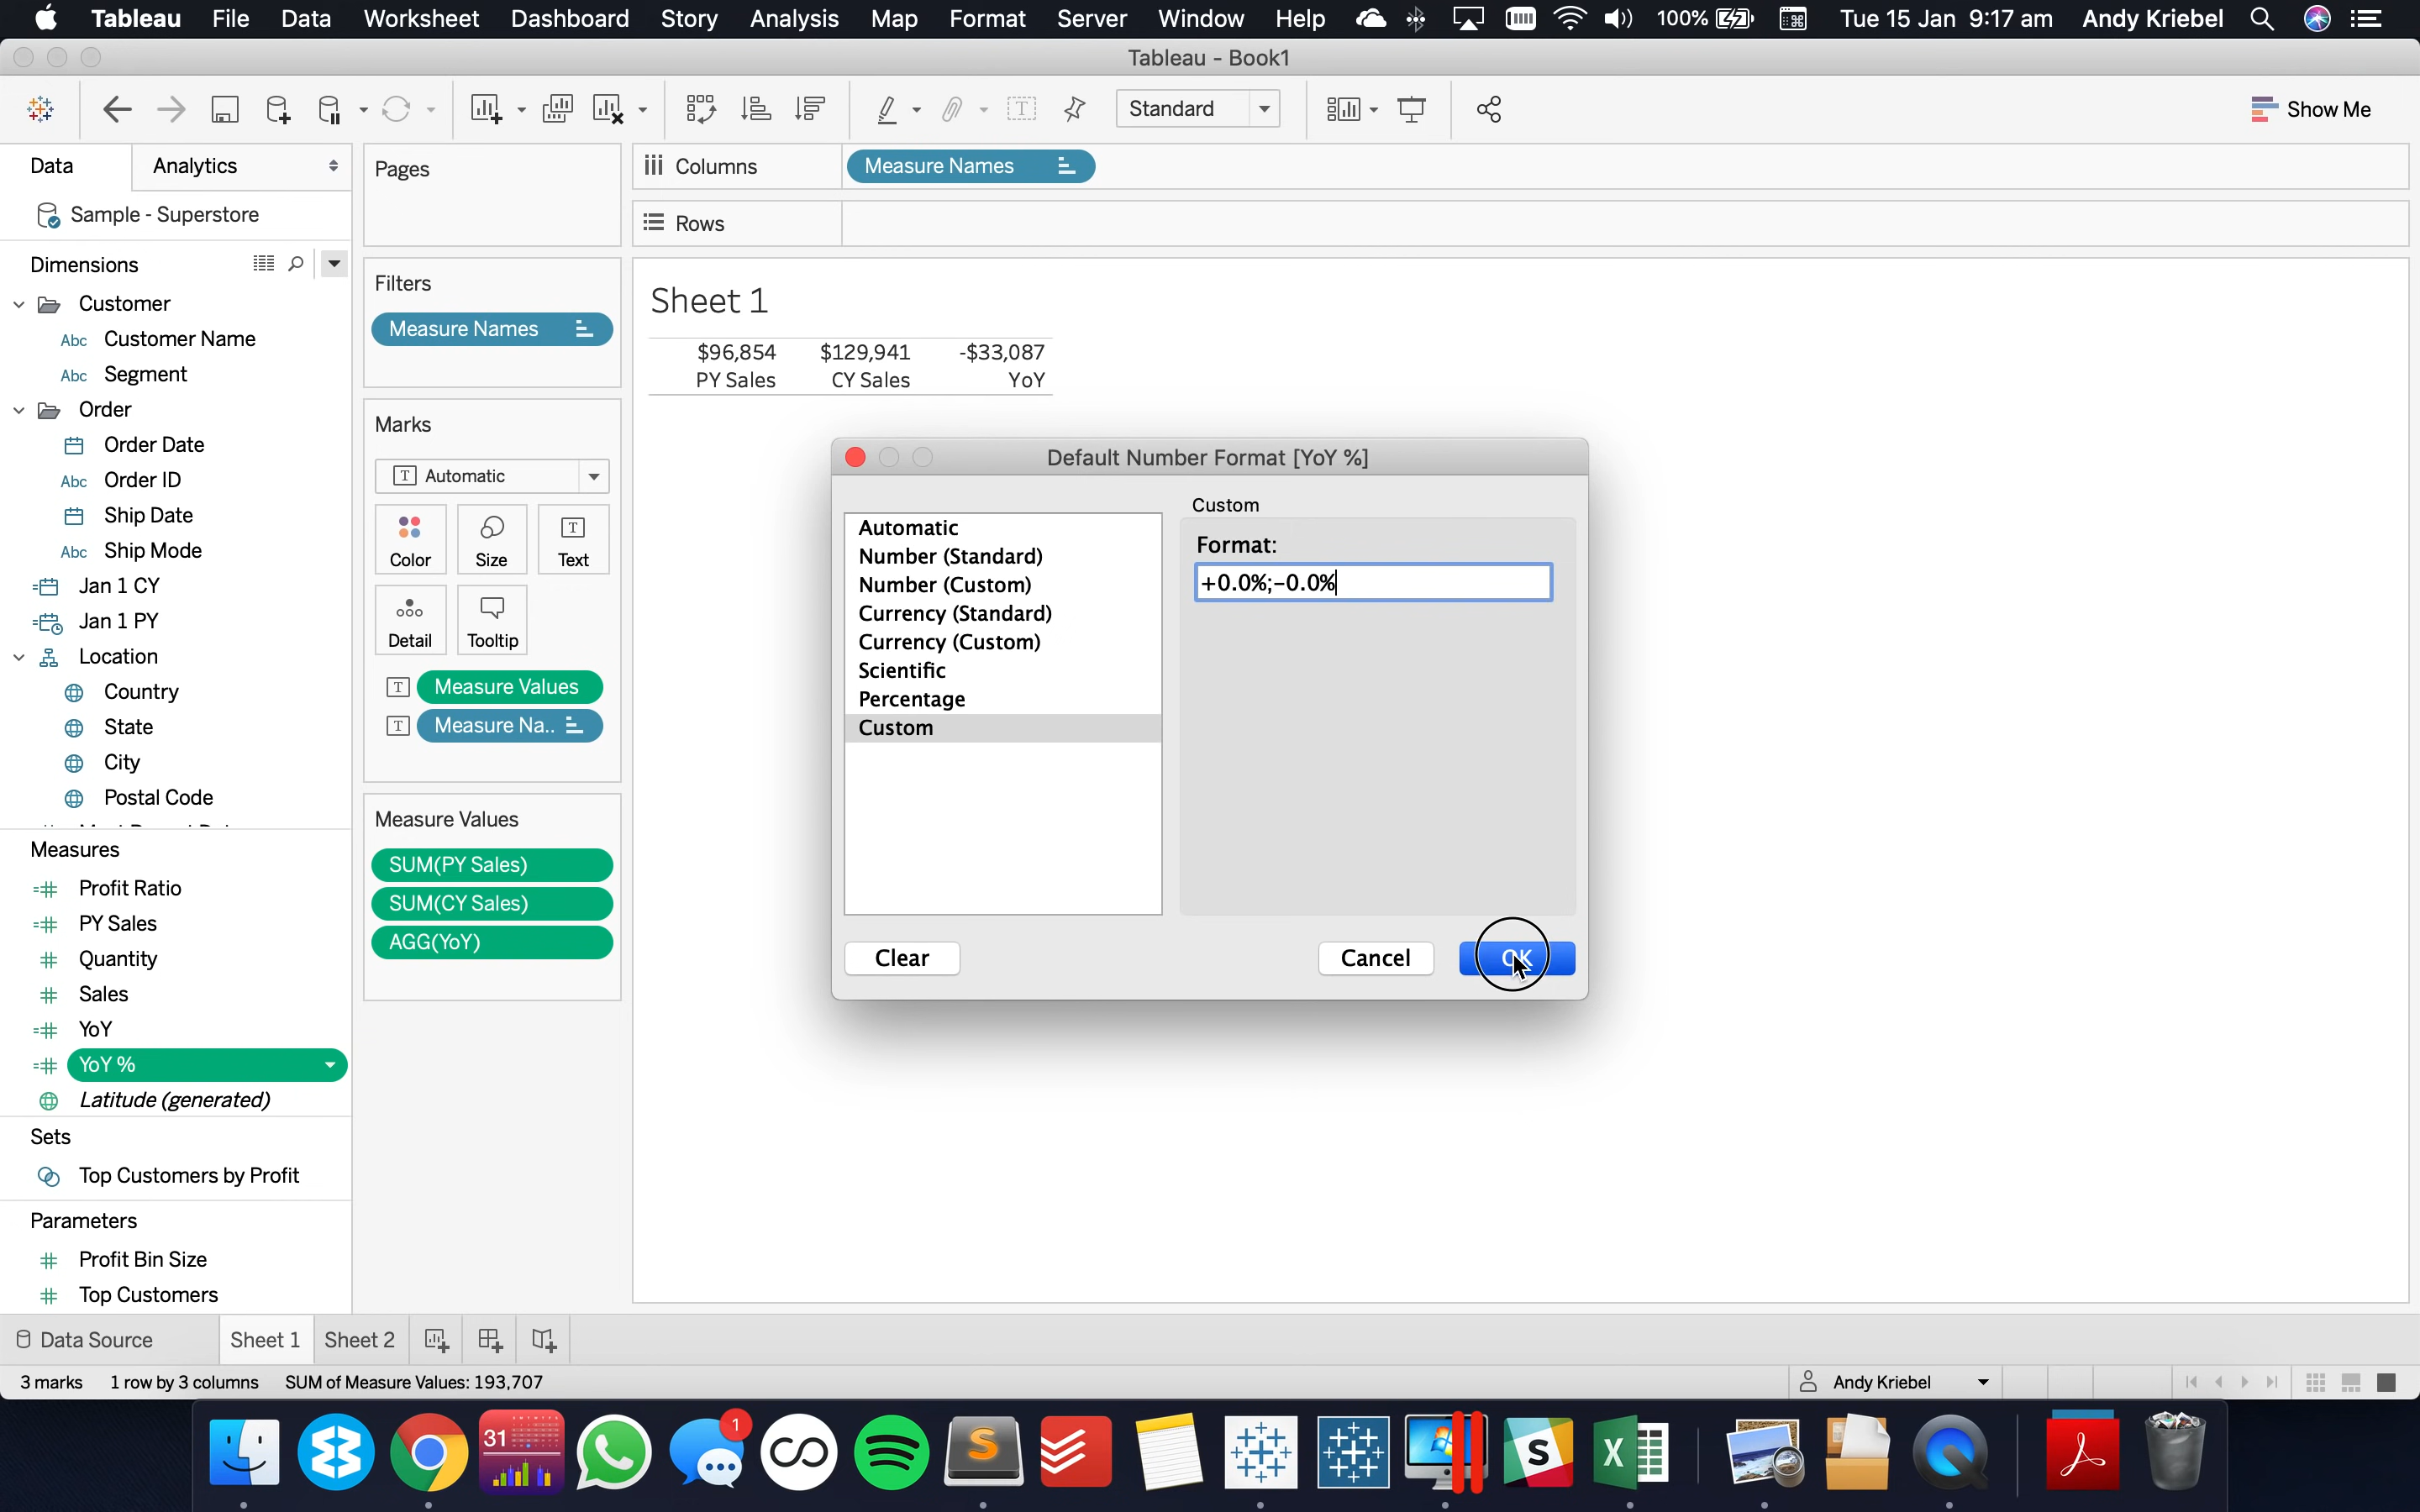 Tableau File Data Worksheet Dashboard Story Analysis Map Format Server Window Help 100% Tue 15 Jan 9:17 am Andy Kriebel
Tableau - Book1
Standard
Show Me
Data Analytics
Sample - Superstore
Dimensions
Customer
Abc Customer Name
Abc Segment
Order
Order Date
Abc Order ID
Ship Date
Abc Ship Mode
Jan 1 CY
Jan 1 PY
Location
Country
State
City
Postal Code
Measures
Profit Ratio
PY Sales
Quantity
Sales
YoY
YoY %
Latitude (generated)
Sets
Top Customers by Profit
Parameters
Profit Bin Size
Top Customers
Pages
Filters
Measure Names
Marks
Automatic
Color Size Text
Detail Tooltip
Measure Values
Measure Na..
Measure Values
SUM(PY Sales)
SUM(CY Sales)
AGG(YoY)
Columns Measure Names
Rows
Sheet 1
$96,854 $129,941 -$33,087
PY Sales CY Sales YoY
Default Number Format [YoY %]
Automatic
Number (Standard)
Number (Custom)
Currency (Standard)
Currency (Custom)
Scientific
Percentage
Custom
Custom
Format:
+0.0%;-0.0%
Clear Cancel OK
Data Source Sheet 1 Sheet 2
3 marks 1 row by 3 columns SUM of Measure Values: 193,707 Andy Kriebel
31
1
S
S
X